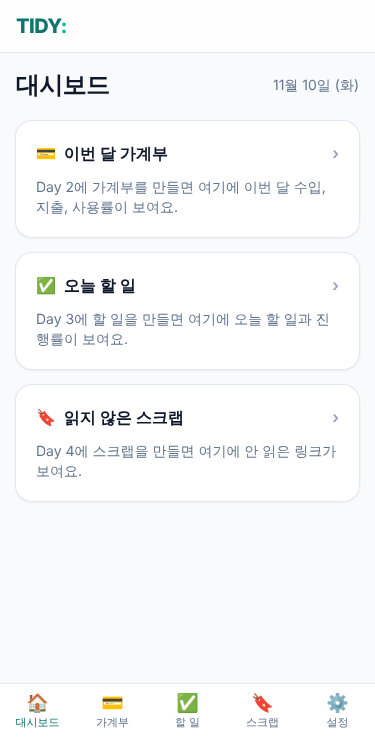 TIDY:
대시보드
11월 10일 (화)
이번 달 가계부
Day 2에 가계부를 만들면 여기에 이번 달 수입,
지출, 사용률이 보여요.
오늘 할 일
Day 3에 할 일을 만들면 여기에 오늘 할 일과 진
행률이 보여요.
읽지 않은 스크랩
Day 4에 스크랩을 만들면 여기에 안 읽은 링크가
보여요.
대시보드
가계부
할 일
스크랩
설정